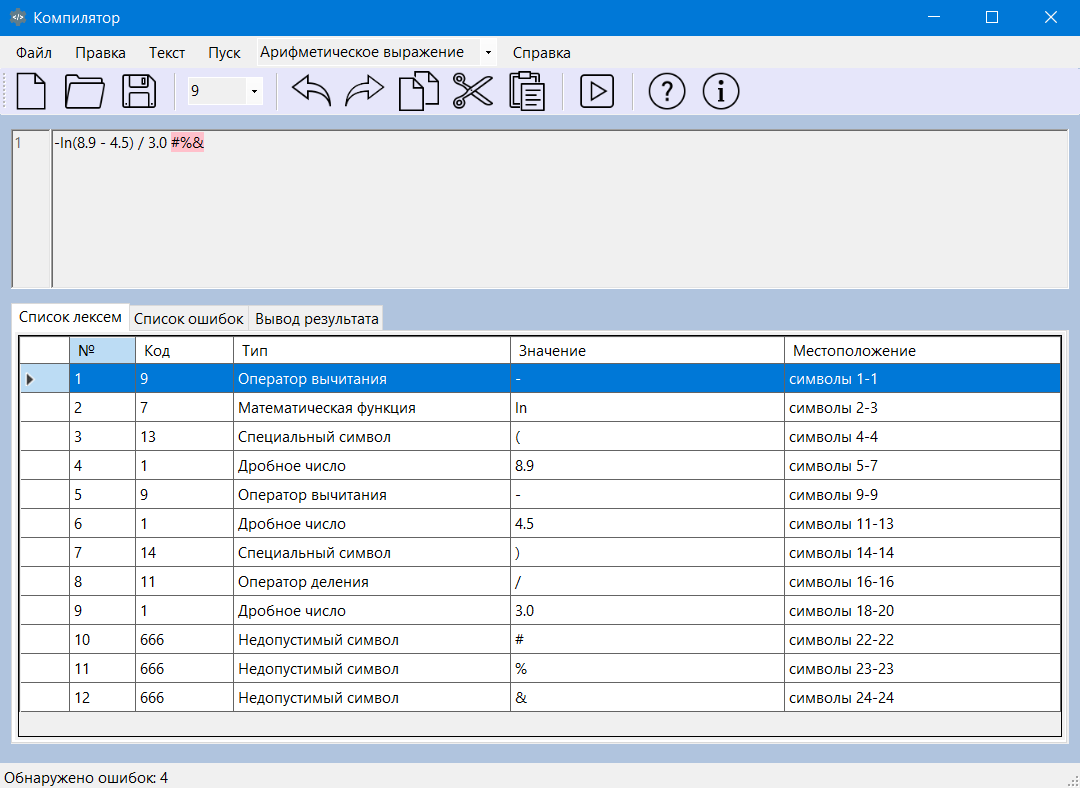 Компилятор
Файл Правка Текст Пуск Арифметическое выражение Справка
9
1 -ln(8.9 - 4.5) / 3.0 #%&
Список лексем Список ошибок Вывод результата
№ Код Тип Значение Местоположение
1 9 Оператор вычитания - символы 1-1
2 7 Математическая функция ln символы 2-3
3 13 Специальный символ ( символы 4-4
4 1 Дробное число 8.9 символы 5-7
5 9 Оператор вычитания - символы 9-9
6 1 Дробное число 4.5 символы 11-13
7 14 Специальный символ ) символы 14-14
8 11 Оператор деления / символы 16-16
9 1 Дробное число 3.0 символы 18-20
10 666 Недопустимый символ # символы 22-22
11 666 Недопустимый символ % символы 23-23
12 666 Недопустимый символ & символы 24-24
Обнаружено ошибок: 4